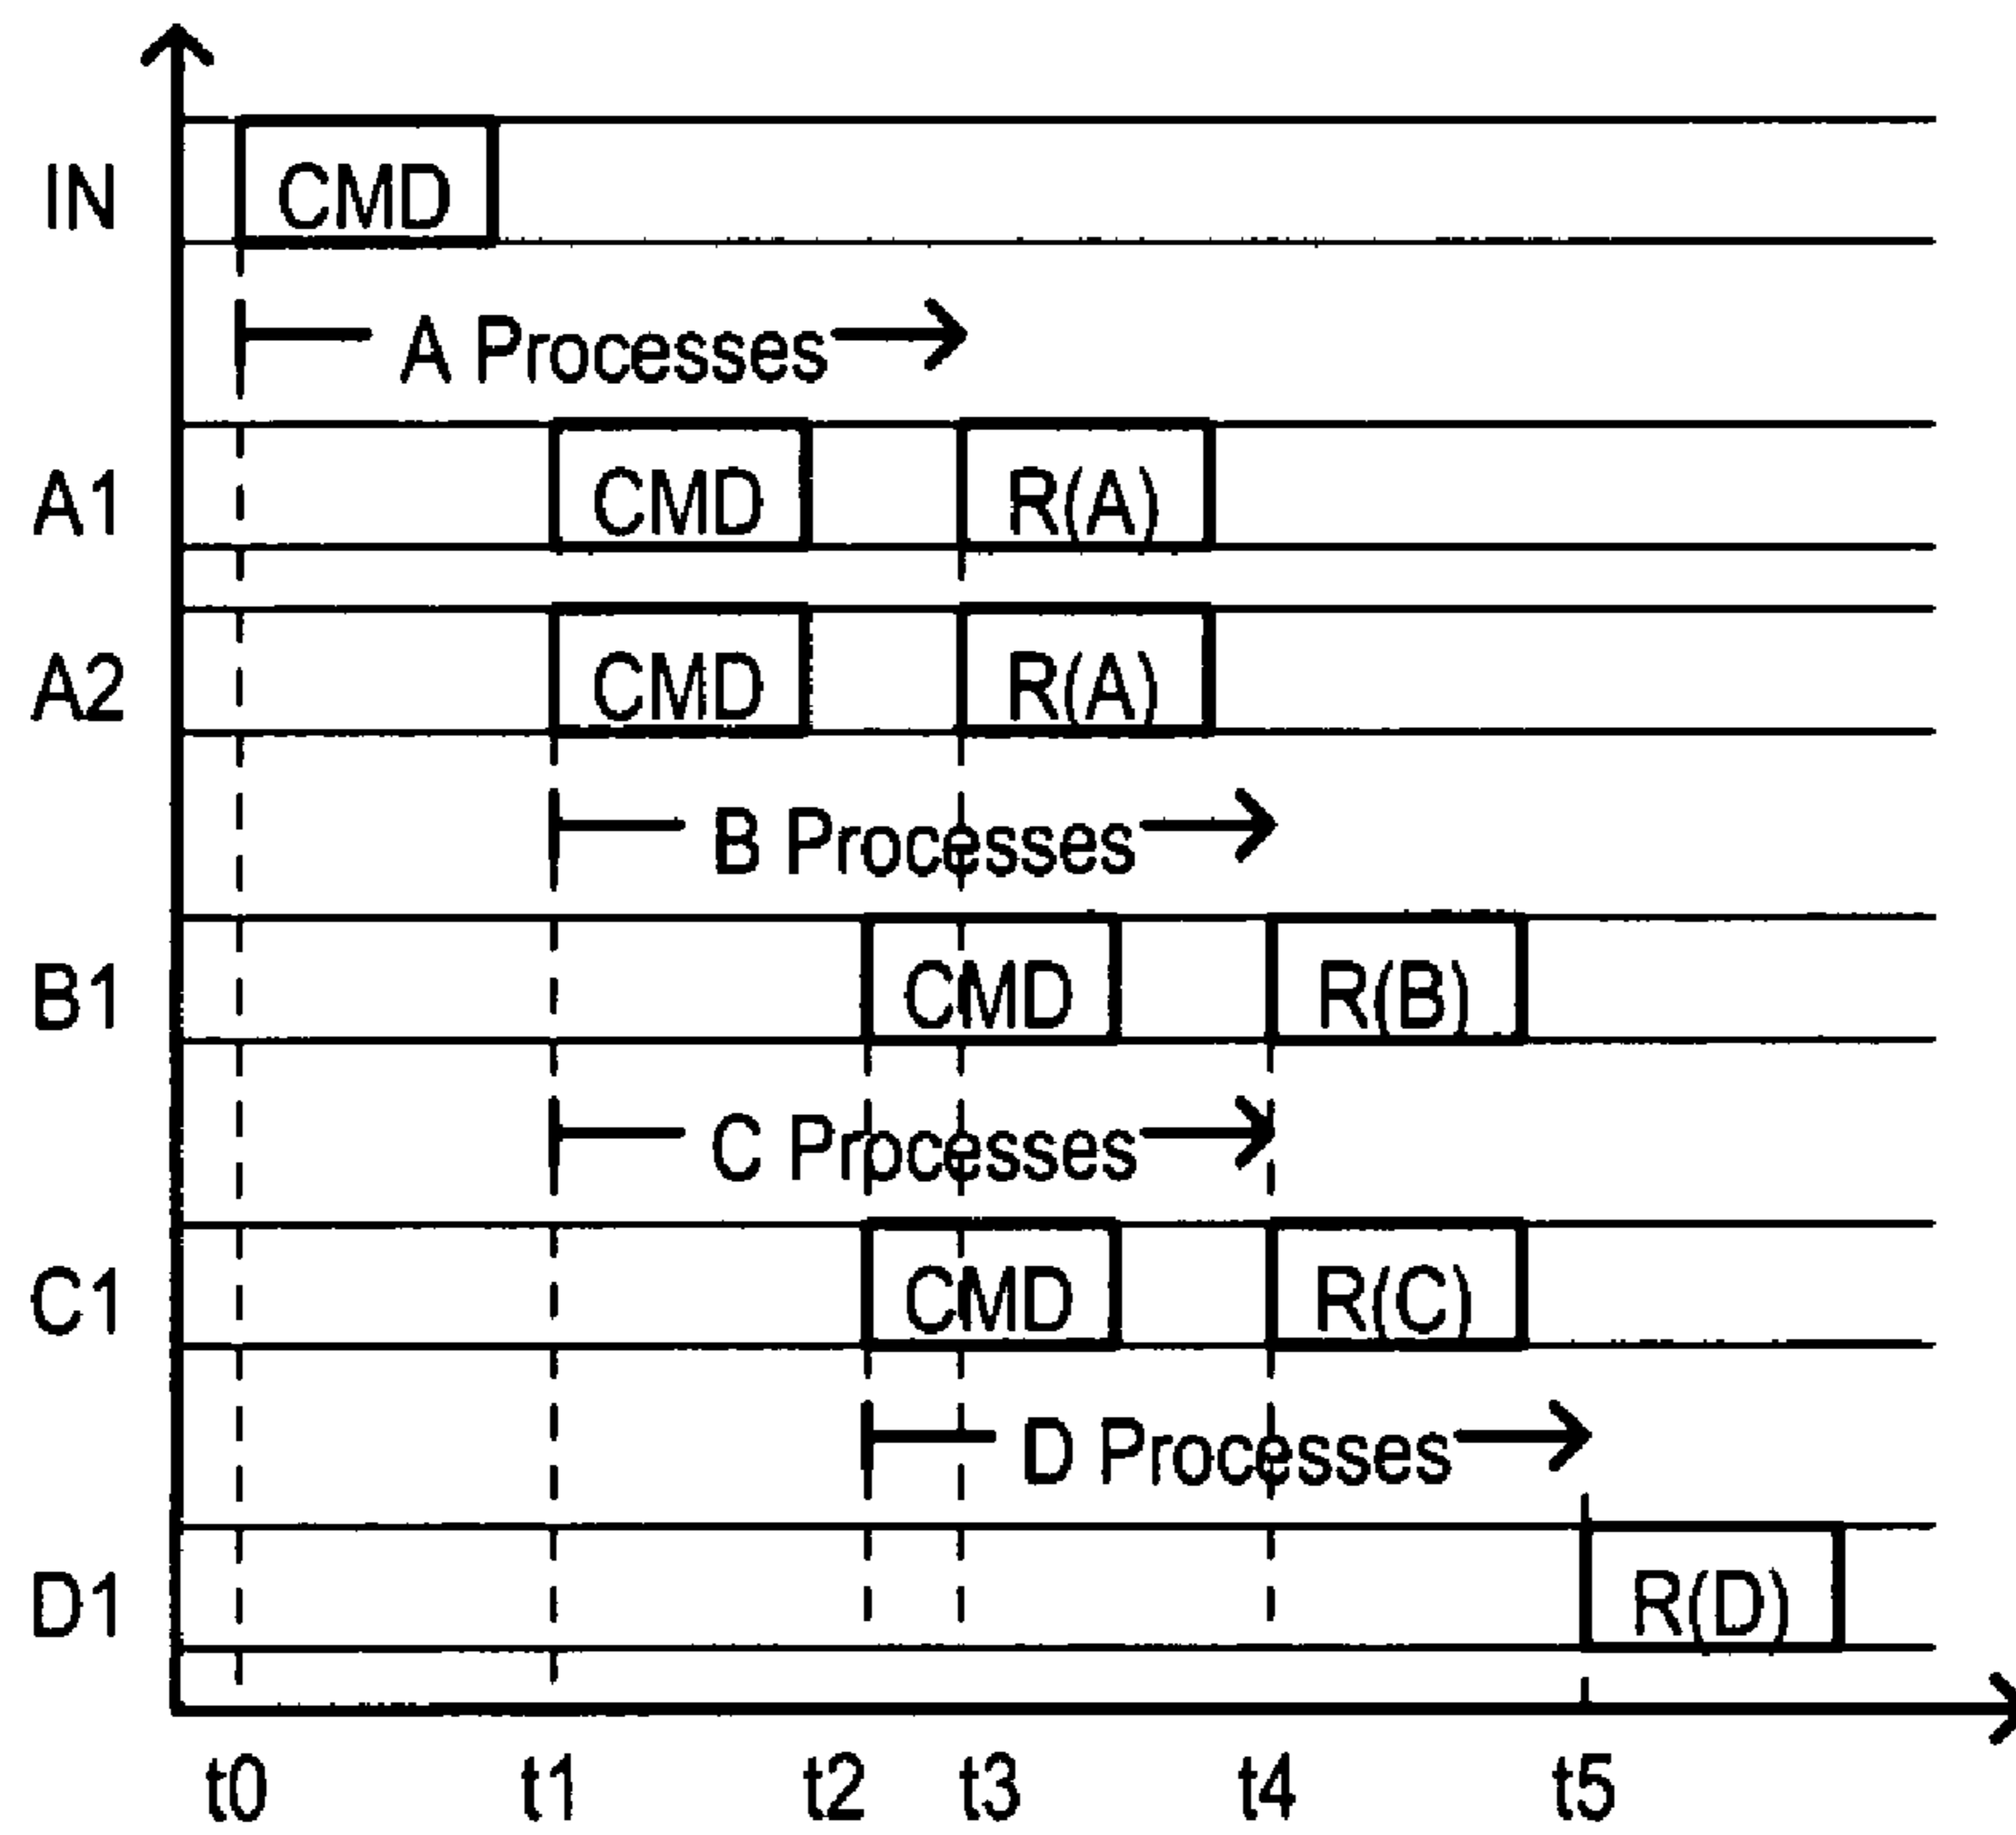 IN CMD
A Processes
A1 CMD R(A)
A2 CMD R(A)
B Processes
B1 CMD R(B)
C Processes
C1 CMD R(C)
D Processes
D1 R(D)
t0 t1 t2 t3 t4 t5